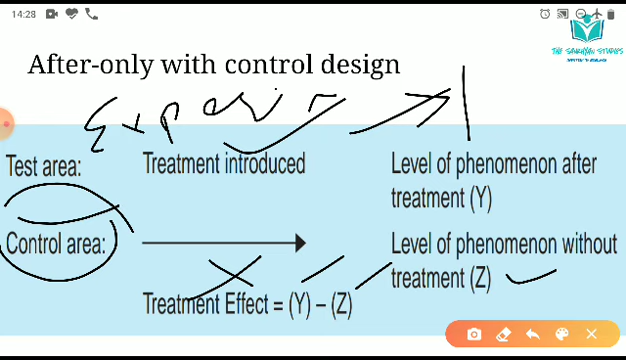 14:28
THE SARKHAN STUDIES
After-only with control design
Test area: Treatment introduced Level of phenomenon after
treatment (Y)
Control area: Level of phenomenon without
treatment (Z)
Treatment Effect = (Y) – (Z)